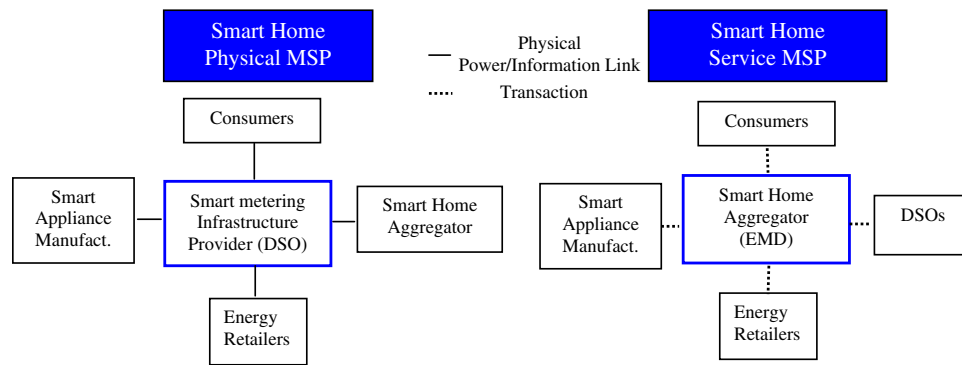 Smart Home
Physical MSP
Physical
Power/Information Link
Transaction
Smart Home
Service MSP
Consumers
Smart
Appliance
Manufact.
Smart metering
Infrastructure
Provider (DSO)
Smart Home
Aggregator
Energy
Retailers
Consumers
Smart
Appliance
Manufact.
Smart Home
Aggregator
(EMD)
DSOs
Energy
Retailers